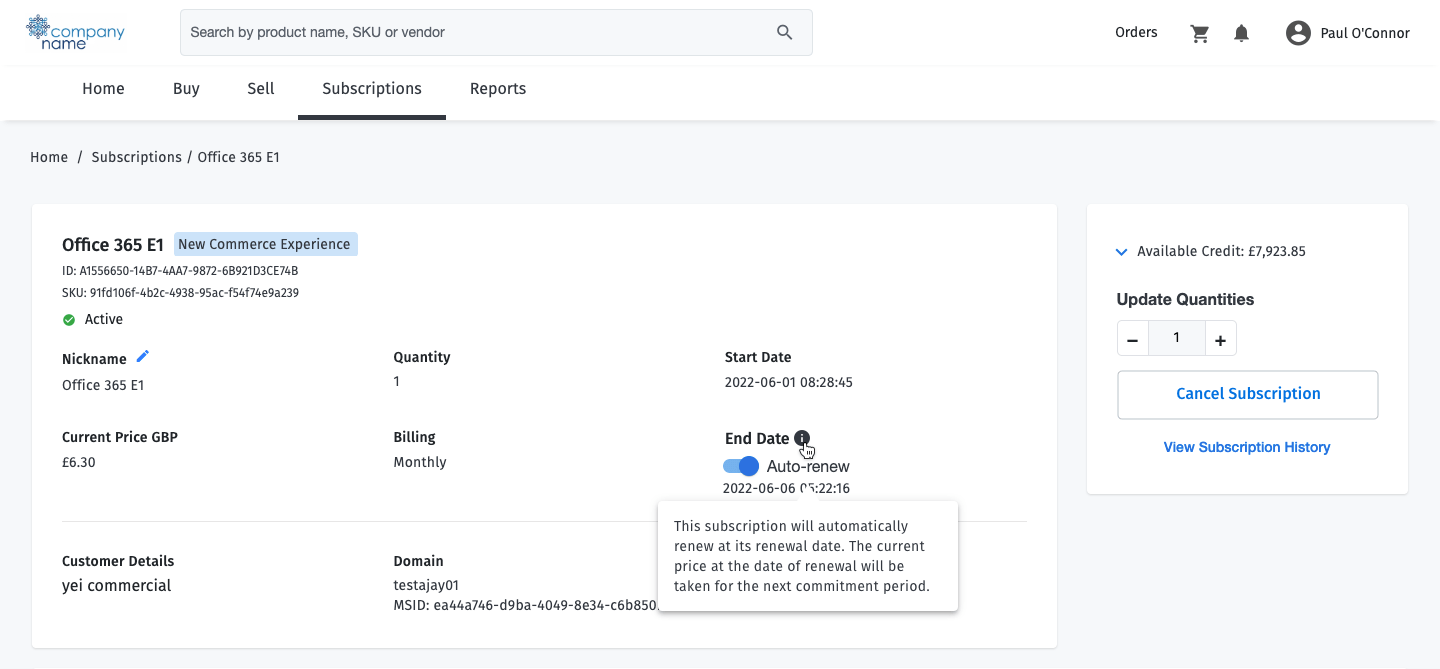 company
name
Search by product name, SKU or vendor
Orders
Paul O'Connor
Home
Buy
Sell
Subscriptions
Reports
Home / Subscriptions / Office 365 E1
Office 365 E1
New Commerce Experience
ID: A1556650-14B7-4AA7-9872-6B921D3CE74B
SKU: 91fd106f-4b2c-4938-95ac-f54f74e9a239
Active
Nickname
Office 365 E1
Quantity
1
Start Date
2022-06-01 08:28:45
Current Price GBP
£6.30
Billing
Monthly
End Date
Auto-renew
2022-06-06 05:22:16
This subscription will automatically
renew at its renewal date. The current
price at the date of renewal will be
taken for the next commitment period.
Customer Details
yei commercial
Domain
testajay01
MSID: ea44a746-d9ba-4049-8e34-c6b850
Available Credit: £7,923.85
Update Quantities
1
Cancel Subscription
View Subscription History